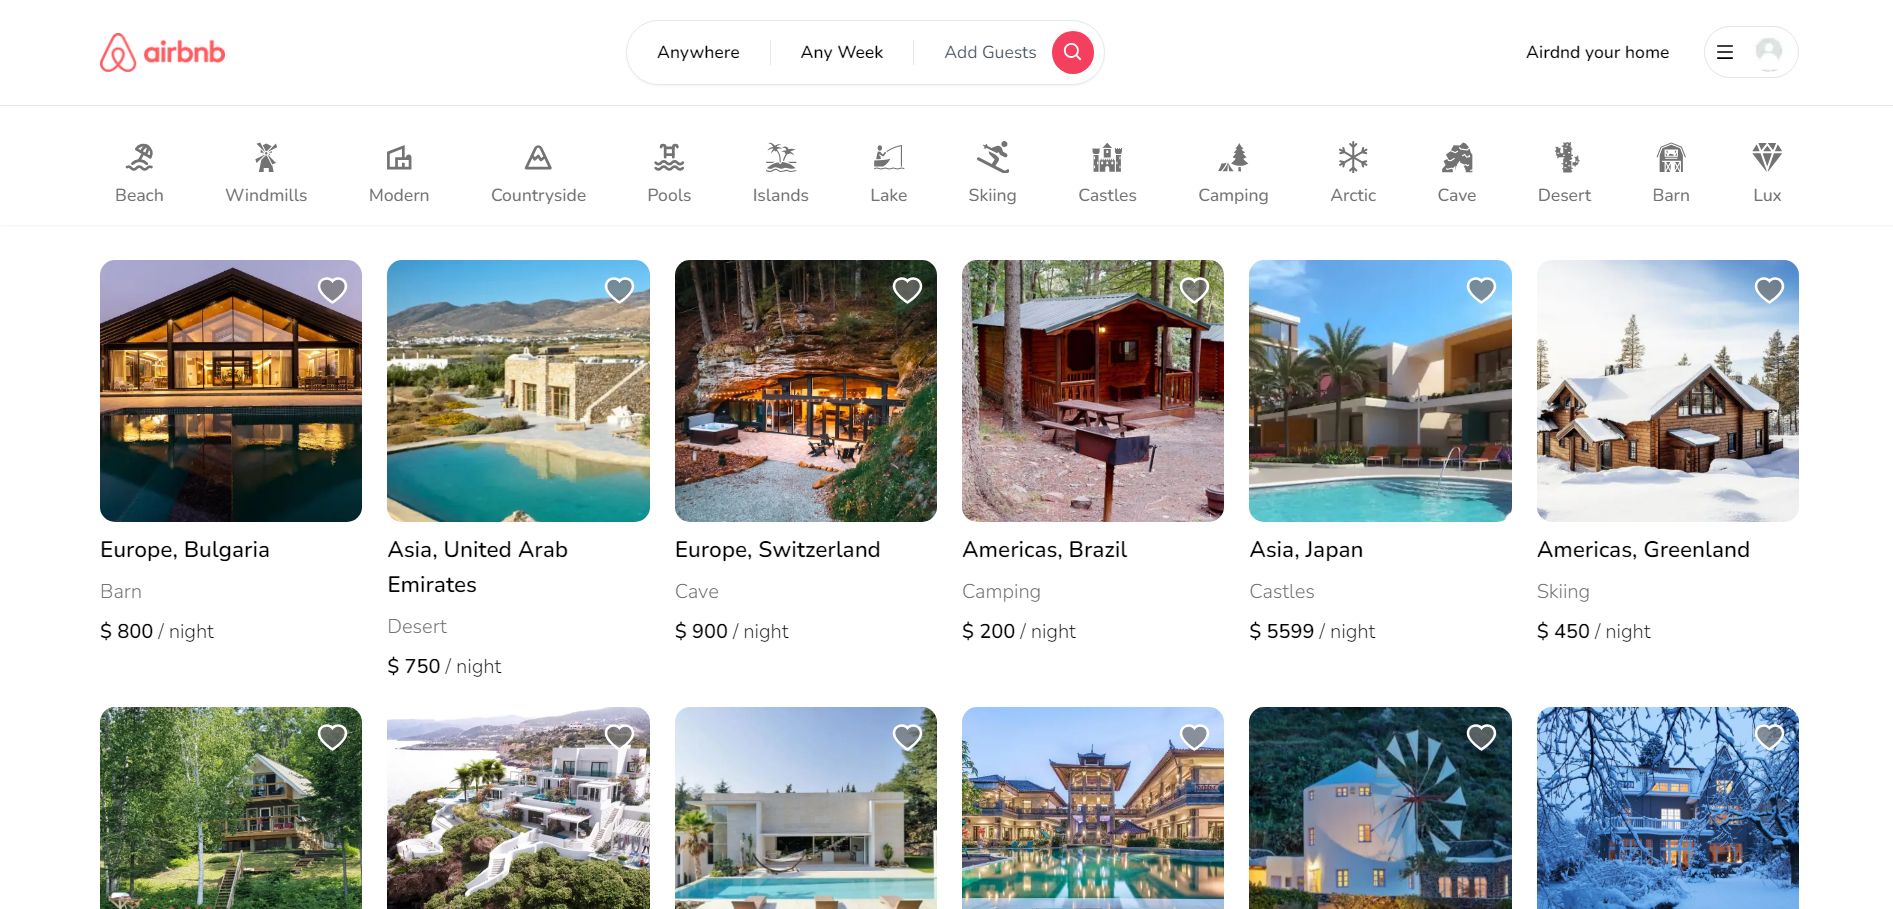 airbnb
Anywhere
Any Week
Add Guests
Airdnd your home
Beach
Windmills
Modern
Countryside
Pools
Islands
Lake
Skiing
Castles
Camping
Arctic
Cave
Desert
Barn
Lux
Europe, Bulgaria
Barn
$ 800 / night
Asia, United Arab
Emirates
Desert
$ 750 / night
Europe, Switzerland
Cave
$ 900 / night
Americas, Brazil
Camping
$ 200 / night
Asia, Japan
Castles
$ 5599 / night
Americas, Greenland
Skiing
$ 450 / night